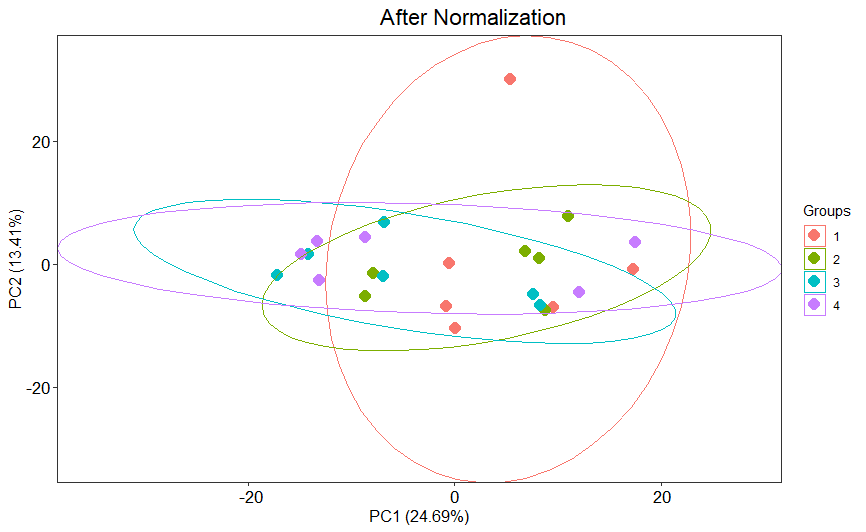 After Normalization
PC2 (13.41%)
20
0
-20
-20
0
20
PC1 (24.69%)
Groups
1
2
3
4